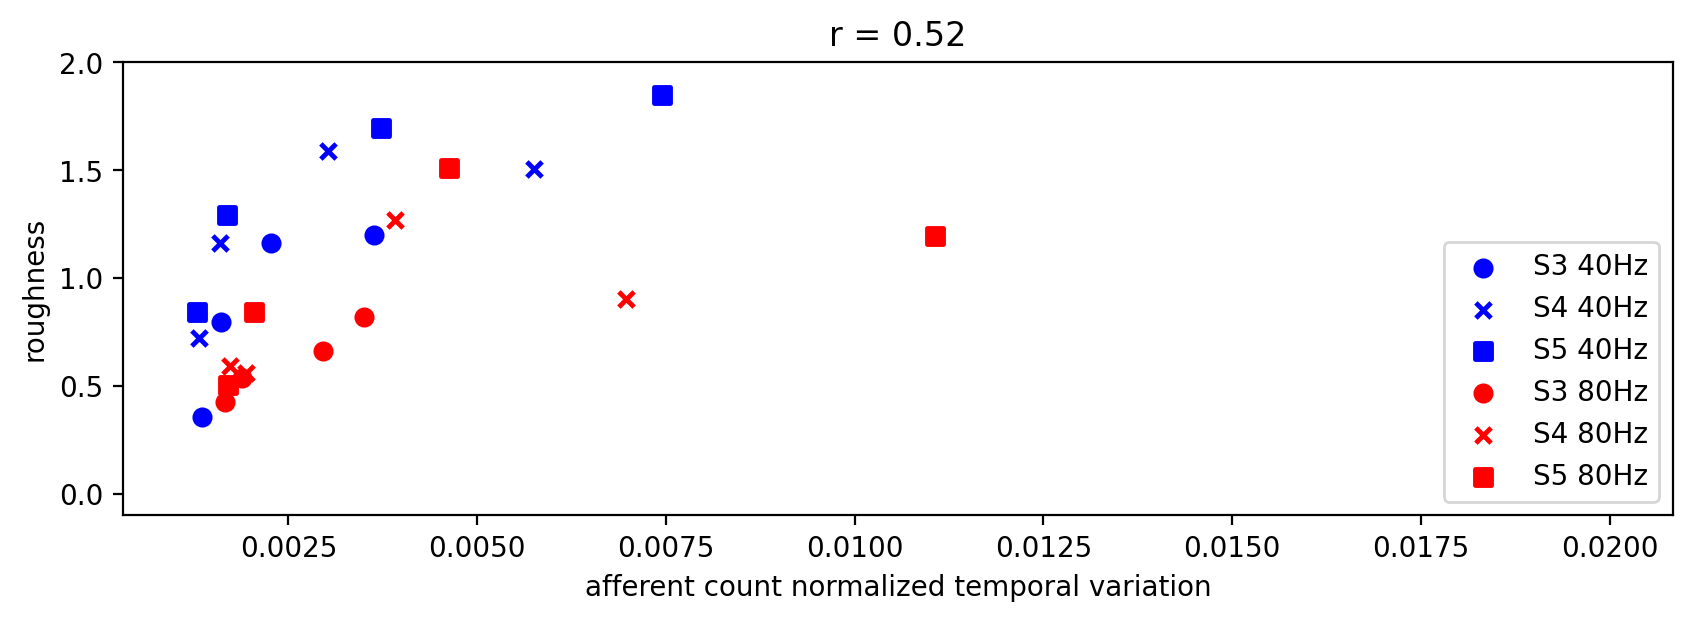 r = 0.52
2.0
1.5
1.0
0.5
0.0
roughness
0.0025 0.0050 0.0075 0.0100 0.0125 0.0150 0.0175 0.0200
afferent count normalized temporal variation
S3 40Hz
S4 40Hz
S5 40Hz
S3 80Hz
S4 80Hz
S5 80Hz